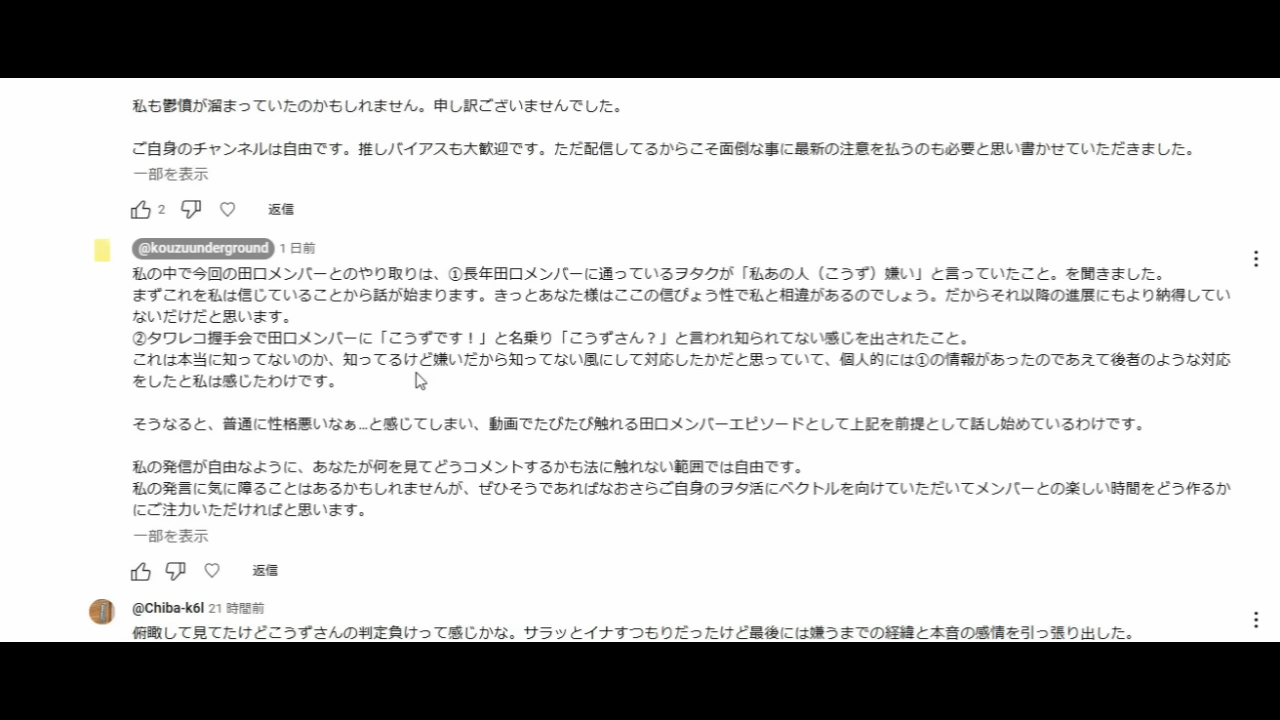 私も鬱憤が溜まっていたのかもしれません。申し訳ございませんでした。
ご自身のチャンネルは自由です。推しバイアスも大歓迎です。ただ配信してるからこそ面倒な事に最新の注意を払うのも必要と思い書かせていただきました。
一部を表示
2 返信
@kouzuunderground 1 日前
私の中で今回の田口メンバーとのやり取りは、①長年田口メンバーに通っているヲタクが「私あの人（こうず）嫌い」と言っていたこと。を聞きました。
まずこれを私は信じていることから話が始まります。きっとあなた様はここの信ぴょう性で私と相違があるのでしょう。だからそれ以降の進展にもより納得してい
ないだけだと思います。
②タワレコ握手会で田口メンバーに「こうずです！」と名乗り「こうずさん？」と言われ知られてない感じを出されたこと。
これは本当に知ってないのか、知ってるけど嫌いだから知ってない風にして対応したかだと思っていて、個人的には①の情報があったのであえて後者のような対応
をしたと私は感じたわけです。
そうなると、普通に性格悪いなぁ…と感じてしまい、動画でたびたび触れる田口メンバーエピソードとして上記を前提として話し始めているわけです。
私の発信が自由なように、あなたが何を見てどうコメントするかも法に触れない範囲では自由です。
私の発言に気に障ることはあるかもしれませんが、ぜひそうであればなおさらご自身のヲタ活にベクトルを向けていただいてメンバーとの楽しい時間をどう作るか
にご注力いただければと思います。
一部を表示
返信
@Chiba-k6l 21 時間前
俯瞰して見てたけどこうずさんの判定負けって感じかな。サラッとイナすつもりだったけど最後には嫌うまでの経緯と本音の感情を引っ張り出した。